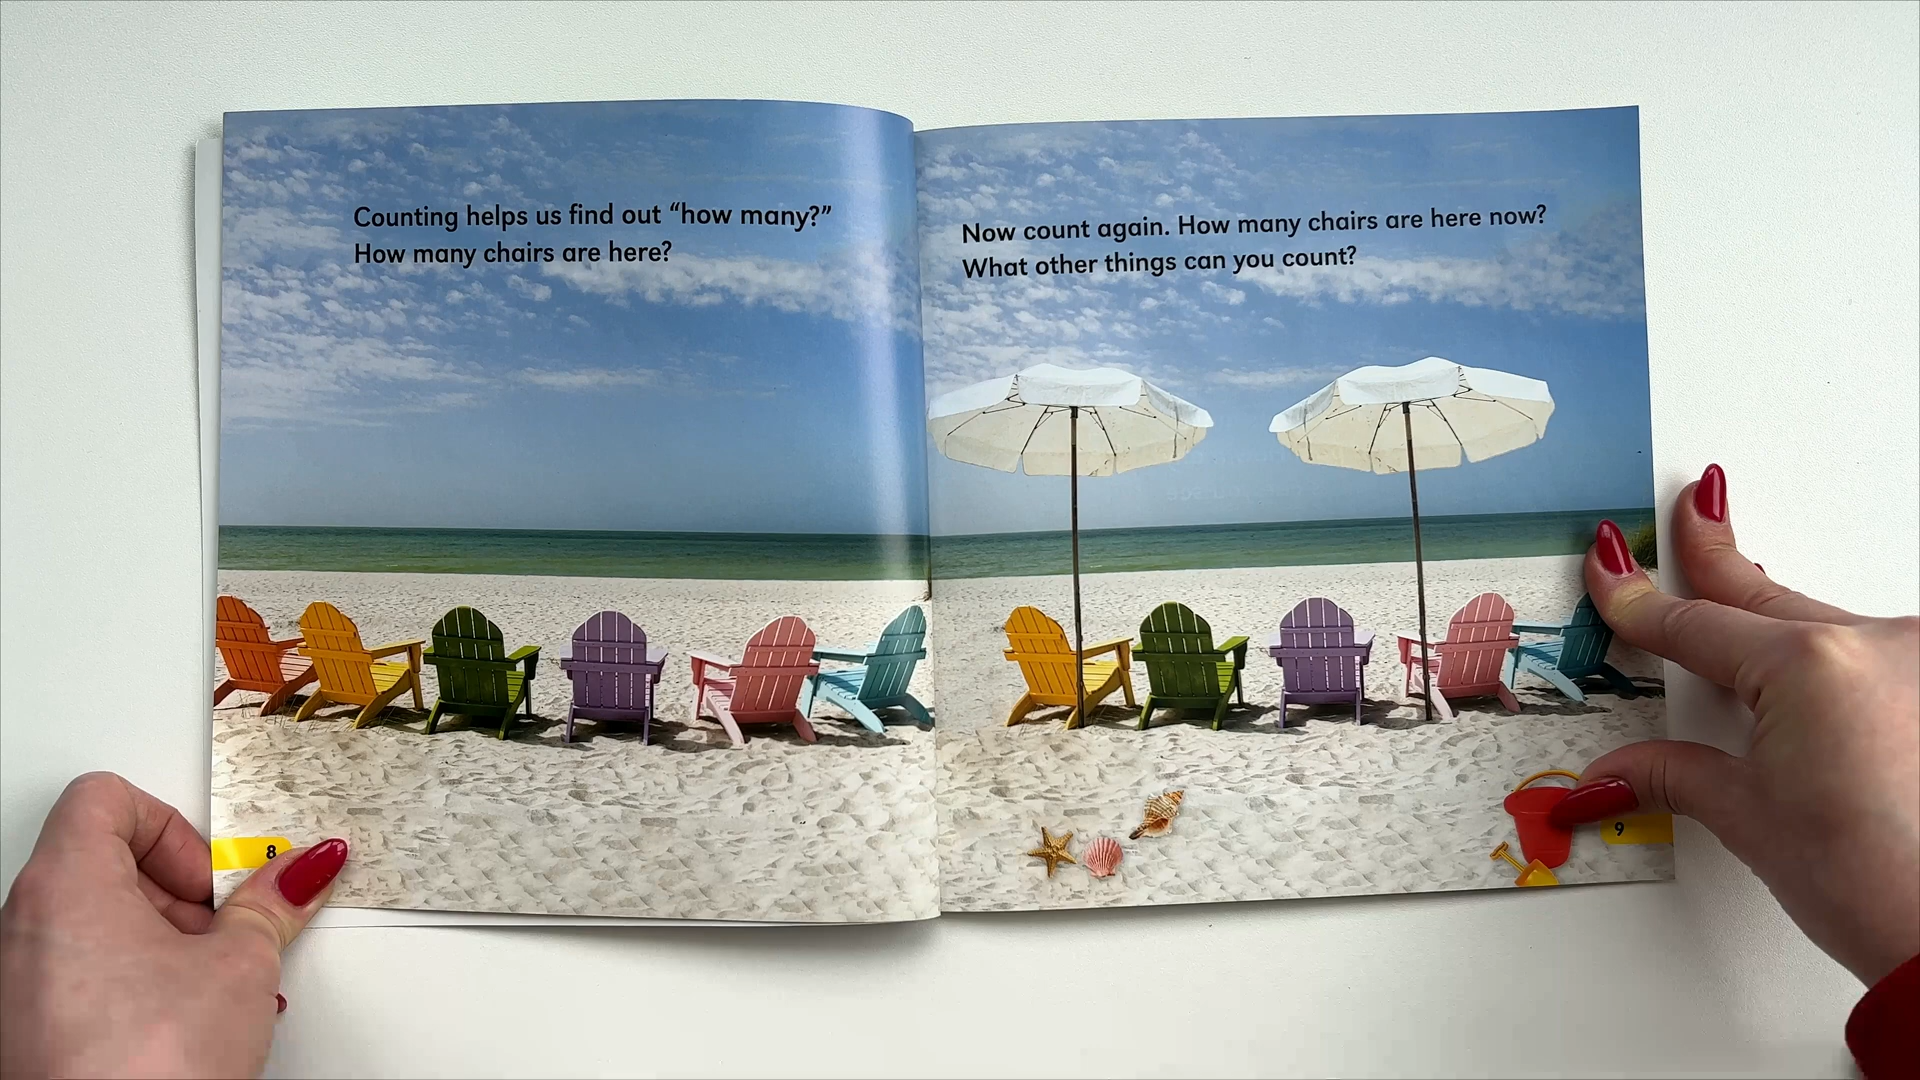 Counting helps us find out “how many?”
How many chairs are here?
8
Now count again. How many chairs are here now?
What other things can you count?
9